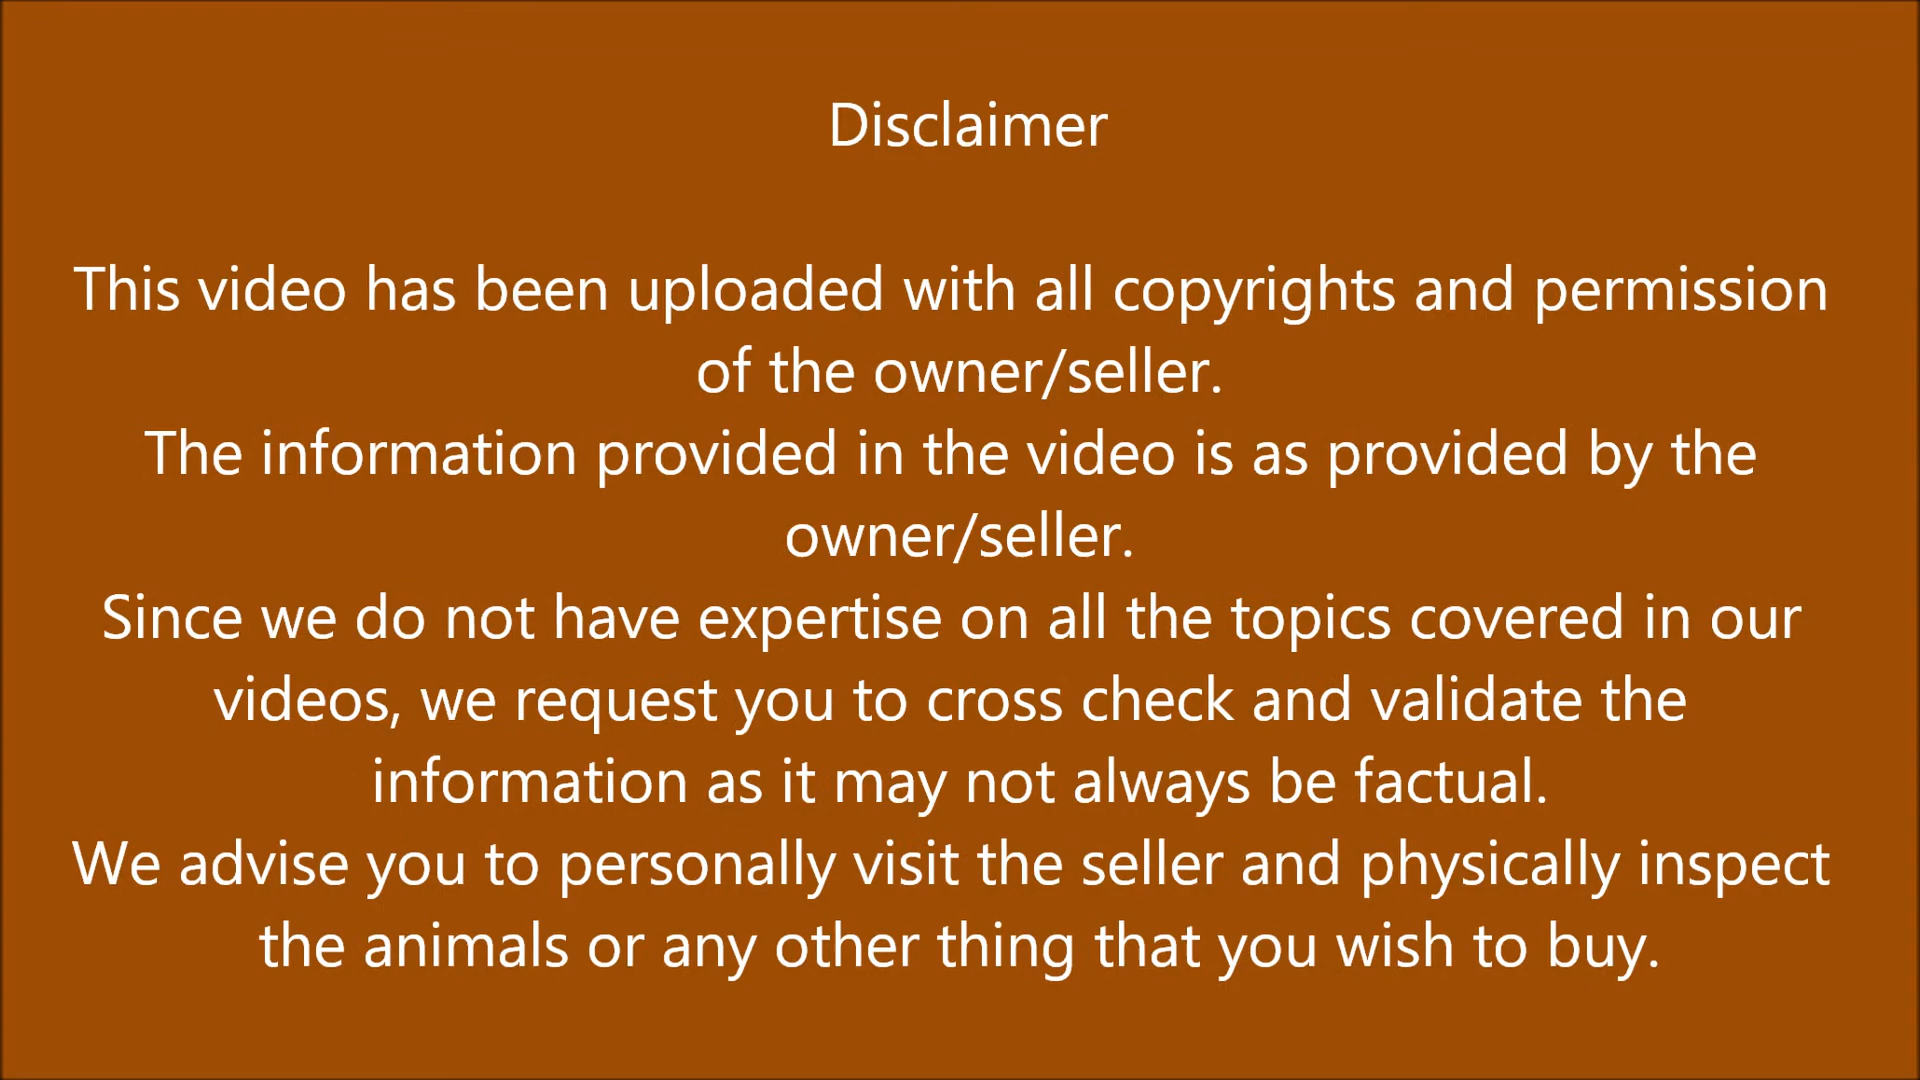 Disclaimer
This video has been uploaded with all copyrights and permission
of the owner/seller.
The information provided in the video is as provided by the
owner/seller.
Since we do not have expertise on all the topics covered in our
videos, we request you to cross check and validate the
information as it may not always be factual.
We advise you to personally visit the seller and physically inspect
the animals or any other thing that you wish to buy.